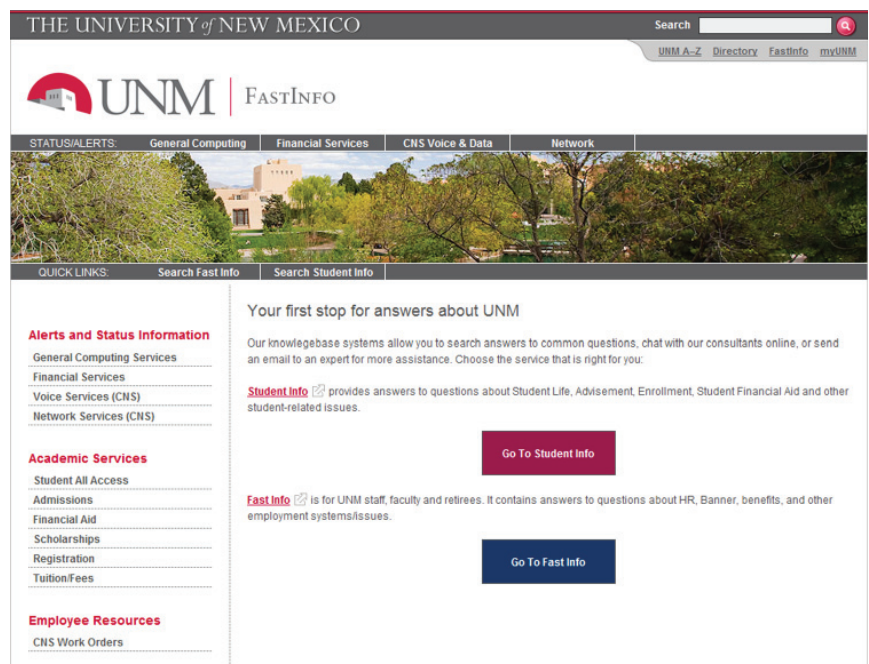 THE UNIVERSITY of NEW MEXICO
Search
UNM A–Z Directory FastInfo myUNM
UNM FASTINFO
STATUS/ALERTS: General Computing Financial Services CNS Voice & Data Network
QUICK LINKS: Search Fast Info Search Student Info
Alerts and Status Information
General Computing Services
Financial Services
Voice Services (CNS)
Network Services (CNS)
Academic Services
Student All Access
Admissions
Financial Aid
Scholarships
Registration
Tuition/Fees
Employee Resources
CNS Work Orders
Your first stop for answers about UNM
Our knowlegebase systems allow you to search answers to common questions, chat with our consultants online, or send
an email to an expert for more assistance. Choose the service that is right for you:
Student Info provides answers to questions about Student Life, Advisement, Enrollment, Student Financial Aid and other
student-related issues.
Go To Student Info
Fast Info is for UNM staff, faculty and retirees. It contains answers to questions about HR, Banner, benefits, and other
employment systems/issues.
Go To Fast Info